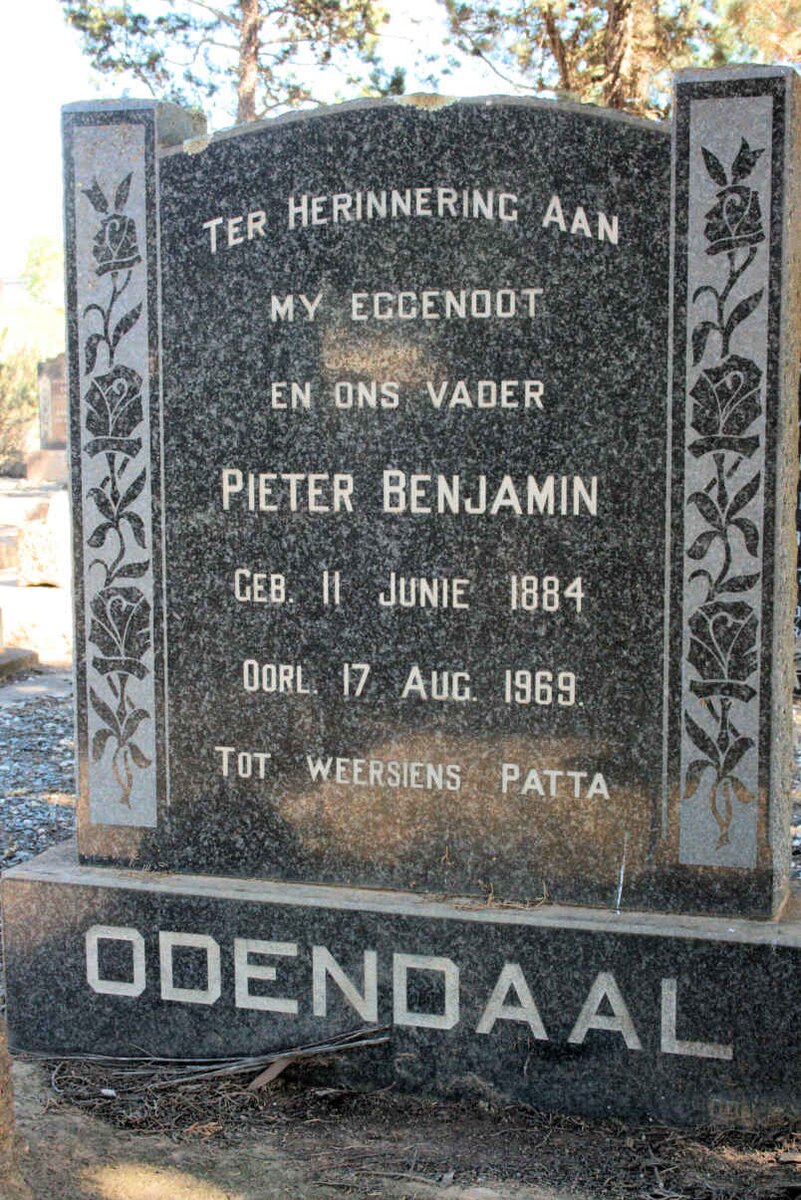 TER HERINNERING AAN
MY EGGENOOT
EN ONS VADER
PIETER BENJAMIN
GEB. 11 JUNIE 1884
OORL. 17 AUG. 1969.
TOT WEERSIENS PATTA
ODENDAAL